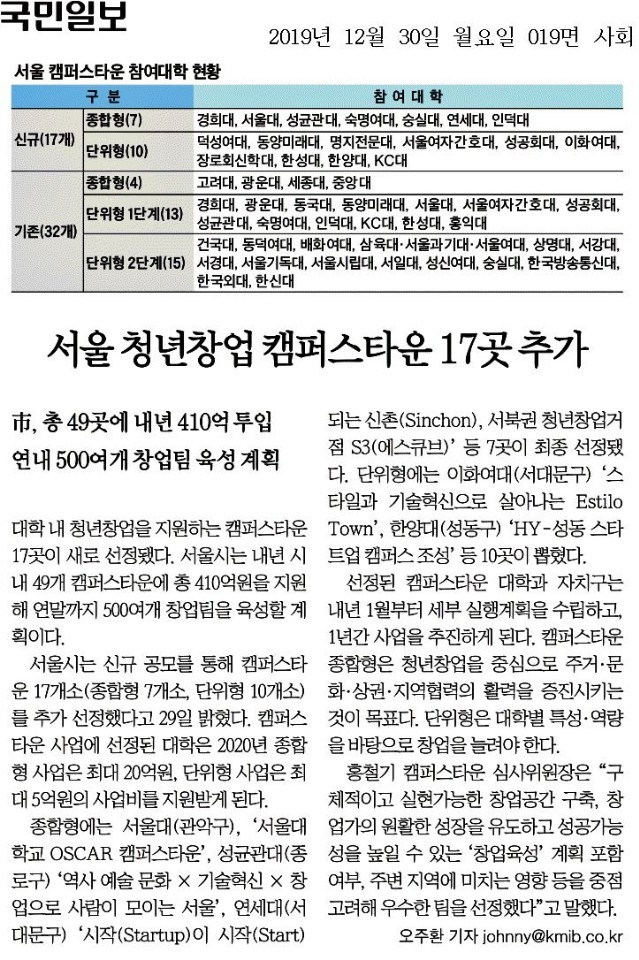 국민일보
2019년 12월 30일 월요일 019면 사회
서울 캠퍼스타운 참여대학 현황
구 분 참 여 대 학
신규(17개)
종합형(7) 경희대, 서울대, 성균관대, 숙명여대, 숭실대, 연세대, 인덕대
단위형(10) 덕성여대, 동양미래대, 명지전문대, 서울여자간호대, 성공회대, 이화여대,
장로회신학대, 한성대, 한양대, KC대
기존(32개)
종합형(4) 고려대, 광운대, 세종대, 중앙대
단위형 1단계(13) 경희대, 광운대, 동국대, 동양미래대, 서울대, 서울여자간호대, 성공회대,
성균관대, 숙명여대, 인덕대, KC대, 한성대, 홍익대
단위형 2단계(15) 건국대, 동덕여대, 배화여대, 삼육대·서울과기대·서울여대, 상명대, 서강대,
서경대, 서울기독대, 서울시립대, 서일대, 성신여대, 숭실대, 한국방송통신대,
한국외대, 한신대
서울 청년창업 캠퍼스타운 17곳 추가
市, 총 49곳에 내년 410억 투입
연내 500여개 창업팀 육성 계획
대학 내 청년창업을 지원하는 캠퍼스타운
17곳이 새로 선정됐다. 서울시는 내년 시
내 49개 캠퍼스타운에 총 410억원을 지원
해 연말까지 500여개 창업팀을 육성할 계
획이다.
서울시는 신규 공모를 통해 캠퍼스타
운 17개소(종합형 7개소, 단위형 10개소)
를 추가 선정했다고 29일 밝혔다. 캠퍼스
타운 사업에 선정된 대학은 2020년 종합
형 사업은 최대 20억원, 단위형 사업은 최
대 5억원의 사업비를 지원받게 된다.
종합형에는 서울대(관악구), ‘서울대
학교 OSCAR 캠퍼스타운’, 성균관대(종
로구) ‘역사 예술 문화 × 기술혁신 × 창
업으로 사람이 모이는 서울’, 연세대(서
대문구) ‘시작(Startup)이 시작(Start)
되는 신촌(Sinchon), 서북권 청년창업거
점 S3(에스큐브)’ 등 7곳이 최종 선정됐
다. 단위형에는 이화여대(서대문구) ‘스
타일과 기술혁신으로 살아나는 Estilo
Town’, 한양대(성동구) ‘HY-성동 스타
트업 캠퍼스 조성’ 등 10곳이 뽑혔다.
선정된 캠퍼스타운 대학과 자치구는
내년 1월부터 세부 실행계획을 수립하고,
1년간 사업을 추진하게 된다. 캠퍼스타운
종합형은 청년창업을 중심으로 주거·문
화·상권·지역협력의 활력을 증진시키는
것이 목표다. 단위형은 대학별 특성·역량
을 바탕으로 창업을 늘려야 한다.
홍철기 캠퍼스타운 심사위원장은 “구
체적이고 실현가능한 창업공간 구축, 창
업가의 원활한 성장을 유도하고 성공가능
성을 높일 수 있는 ‘창업육성’ 계획 포함
여부, 주변 지역에 미치는 영향 등을 중점
고려해 우수한 팀을 선정했다”고 말했다.
오주환 기자 johnny@kmib.co.kr